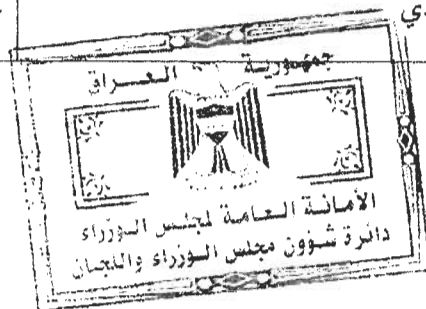 جمهورية العراق
الأمانة العامة لمجلس الوزراء
دائرة شؤون مجلس الوزراء واللجان